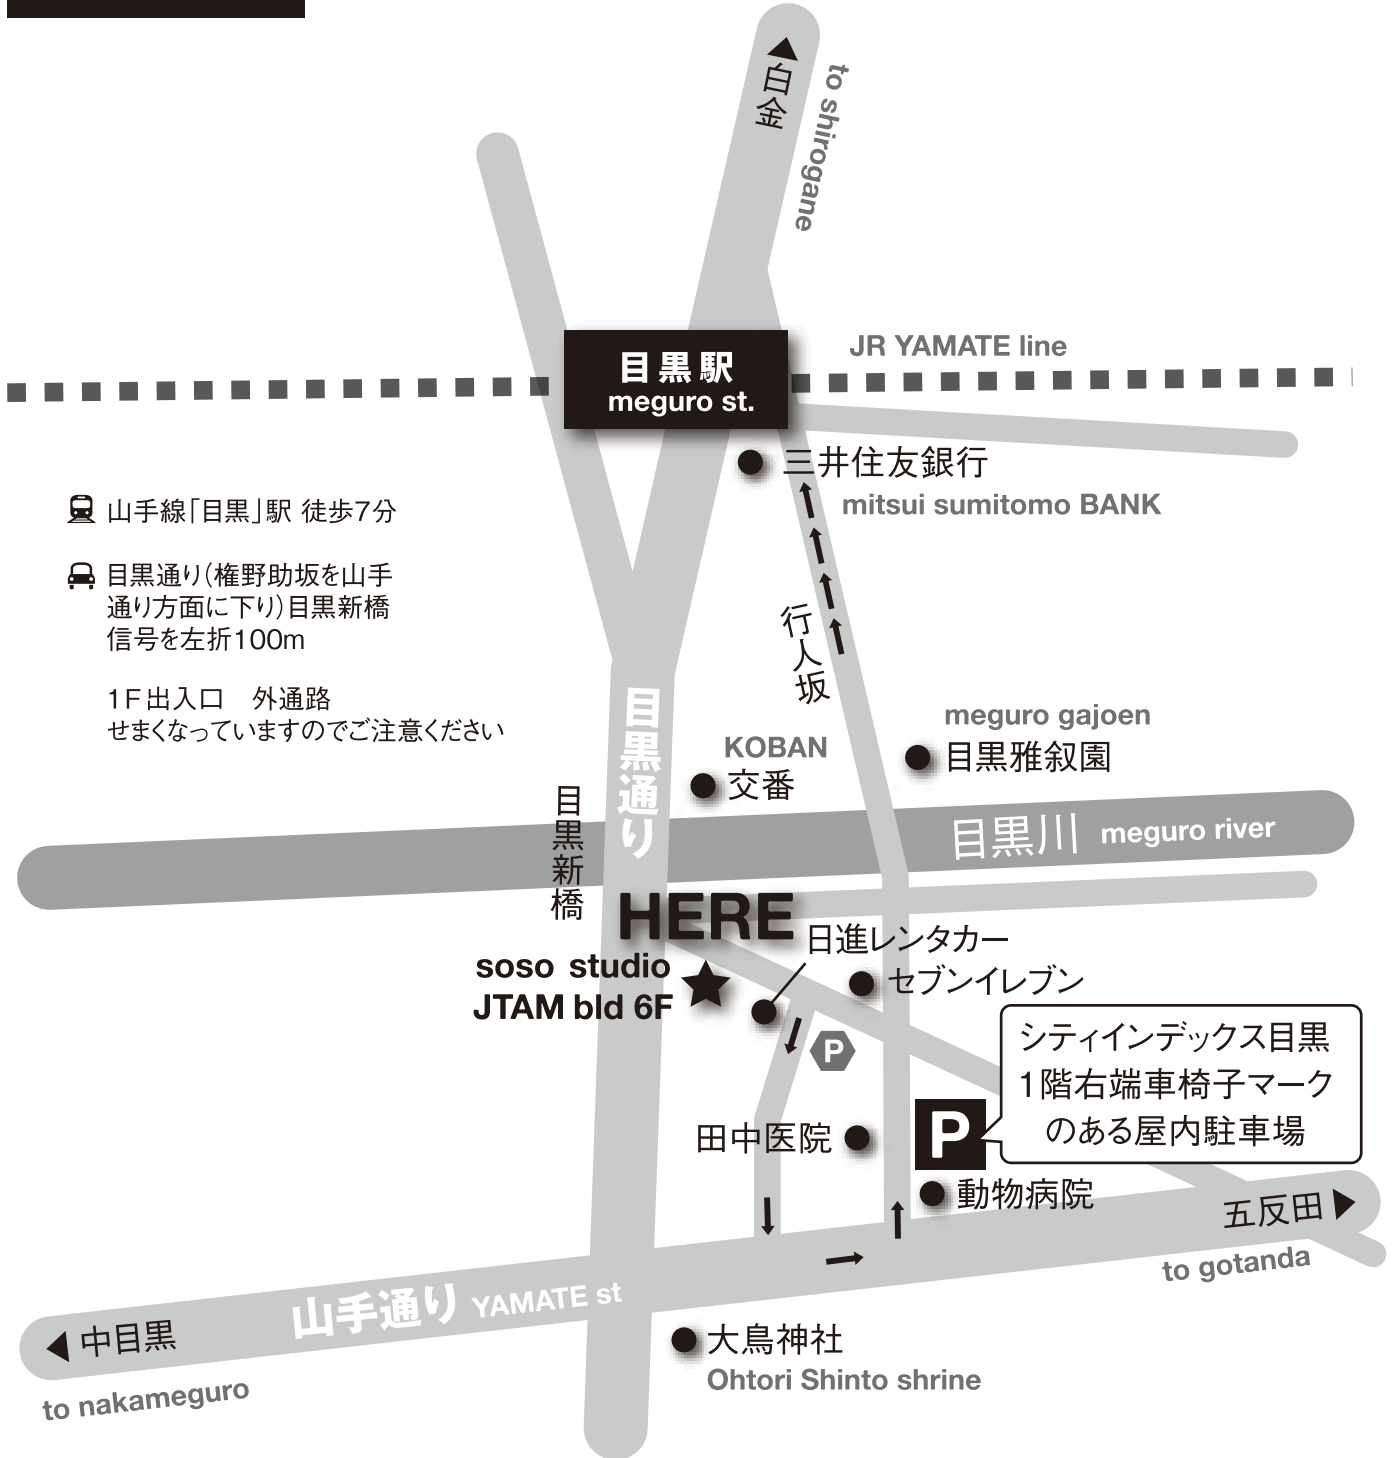 白金
to shirogane
JR YAMATE line
目黒駅
meguro st.
三井住友銀行
mitsui sumitomo BANK
山手線「目黒」駅 徒歩7分
目黒通り(権野助坂を山手
通り方面に下り)目黒新橋
信号を左折100m
1F出入口 外通路
せまくなっていますのでご注意ください
行人坂
目黒通り
meguro gajoen
目黒雅叙園
KOBAN
交番
目黒新橋
目黒川 meguro river
HERE
日進レンタカー
soso studio
JTAM bld 6F
セブンイレブン
P
シティインデックス目黒
1階右端車椅子マーク
のある屋内駐車場
P
田中医院
動物病院
五反田
to gotanda
山手通り YAMATE st
中目黒
to nakameguro
大鳥神社
Ohtori Shinto shrine